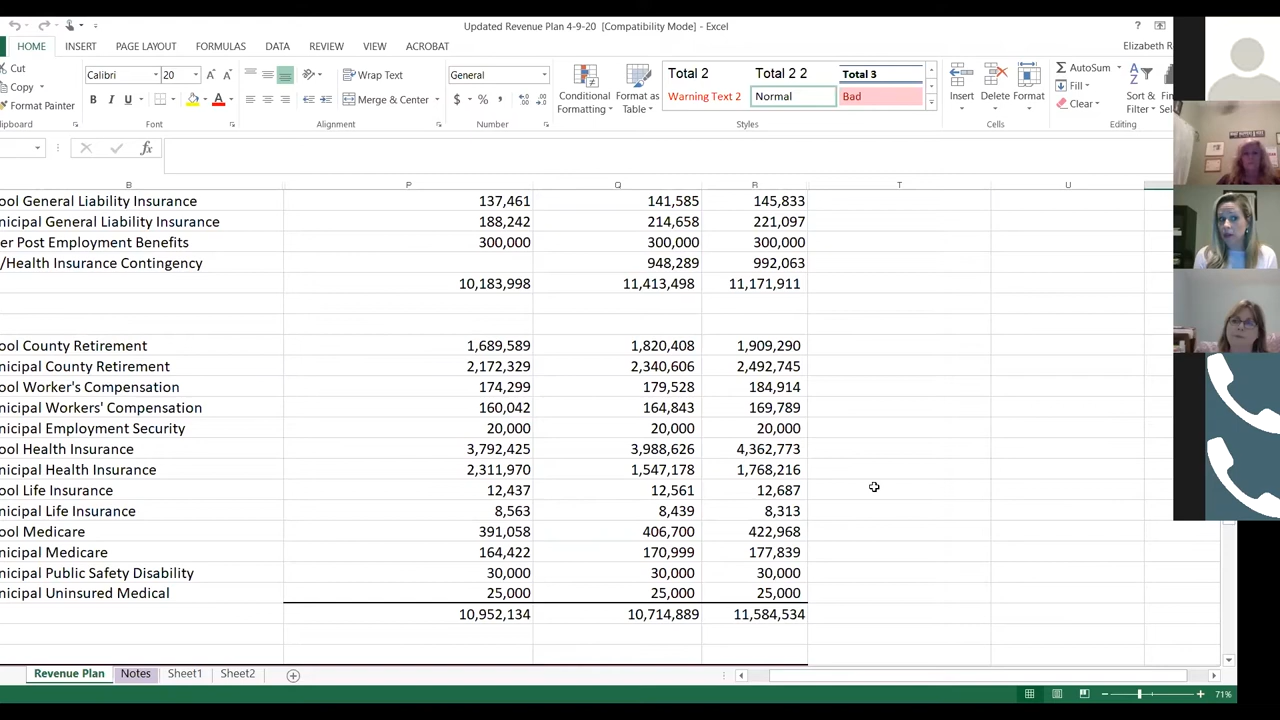 Updated Revenue Plan 4-9-20 [Compatibility Mode] - Excel
HOME INSERT PAGE LAYOUT FORMULAS DATA REVIEW VIEW ACROBAT Elizabeth R
Cut
Copy
Format Painter
lipboard
Calibri 20
B I U
Font
Wrap Text
Merge & Center
Alignment
General
$ % ,
Number
Conditional Formatting
Format as Table
Total 2 Total 2 2 Total 3
Warning Text 2 Normal Bad
Styles
Insert Delete Format
Cells
AutoSum
Fill
Clear
Sort &
Filter
Editing
fx
B P Q R T U
ool General Liability Insurance 137,461 141,585 145,833
nicipal General Liability Insurance 188,242 214,658 221,097
er Post Employment Benefits 300,000 300,000 300,000
/Health Insurance Contingency 948,289 992,063
10,183,998 11,413,498 11,171,911
ool County Retirement 1,689,589 1,820,408 1,909,290
nicipal County Retirement 2,172,329 2,340,606 2,492,745
ool Worker's Compensation 174,299 179,528 184,914
nicipal Workers' Compensation 160,042 164,843 169,789
nicipal Employment Security 20,000 20,000 20,000
ool Health Insurance 3,792,425 3,988,626 4,362,773
nicipal Health Insurance 2,311,970 1,547,178 1,768,216
ool Life Insurance 12,437 12,561 12,687
nicipal Life Insurance 8,563 8,439 8,313
ool Medicare 391,058 406,700 422,968
nicipal Medicare 164,422 170,999 177,839
nicipal Public Safety Disability 30,000 30,000 30,000
nicipal Uninsured Medical 25,000 25,000 25,000
10,952,134 10,714,889 11,584,534
Revenue Plan Notes Sheet1 Sheet2
71%